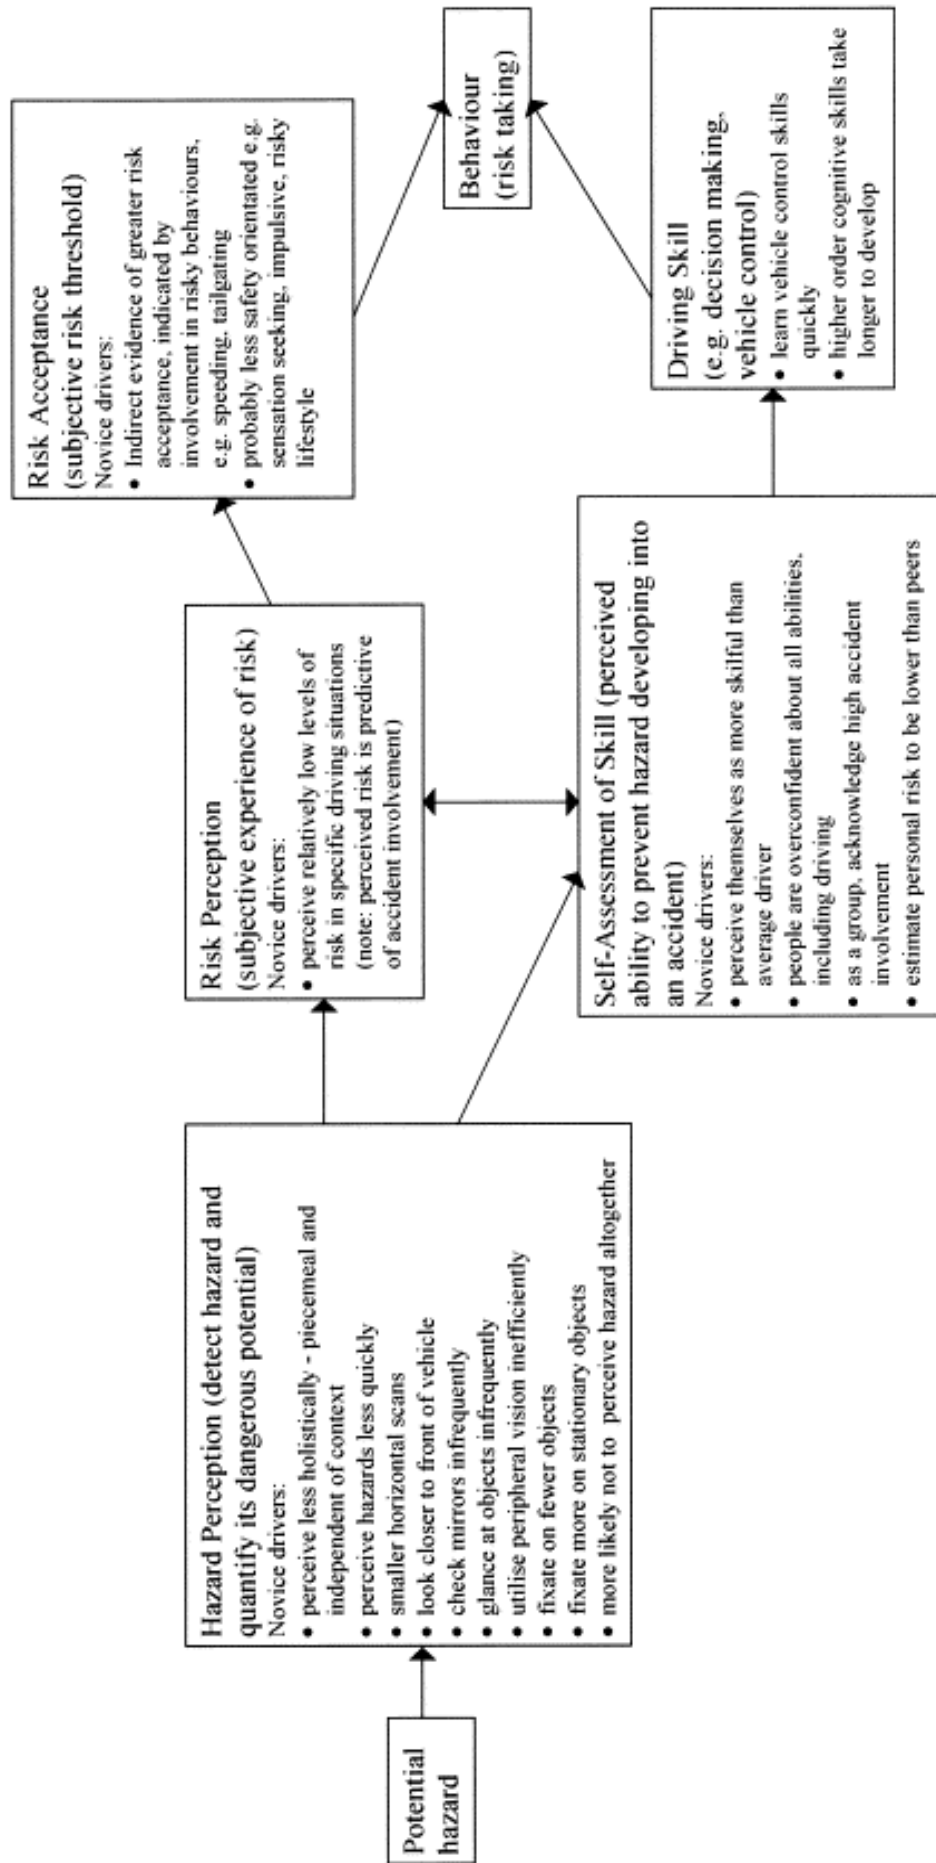 Potential
hazard
Hazard Perception (detect hazard and
quantify its dangerous potential)
Novice drivers:
• perceive less holistically - piecemeal and
independent of context
• perceive hazards less quickly
• smaller horizontal scans
• look closer to front of vehicle
• check mirrors infrequently
• glance at objects infrequently
• utilise peripheral vision inefficiently
• fixate on fewer objects
• fixate more on stationary objects
• more likely not to perceive hazard altogether
Risk Perception
(subjective experience of risk)
Novice drivers:
• perceive relatively low levels of
risk in specific driving situations
(note: perceived risk is predictive
of accident involvement)
Self-Assessment of Skill (perceived
ability to prevent hazard developing into
an accident)
Novice drivers:
• perceive themselves as more skilful than
average driver
• people are overconfident about all abilities,
including driving
• as a group, acknowledge high accident
involvement
• estimate personal risk to be lower than peers
Risk Acceptance
(subjective risk threshold)
Novice drivers:
• Indirect evidence of greater risk
acceptance, indicated by
involvement in risky behaviours,
e.g. speeding, tailgating
• probably less safety orientated e.g.
sensation seeking, impulsive, risky
lifestyle
Driving Skill
(e.g. decision making,
vehicle control)
• learn vehicle control skills
quickly
• higher order cognitive skills take
longer to develop
Behaviour
(risk taking)